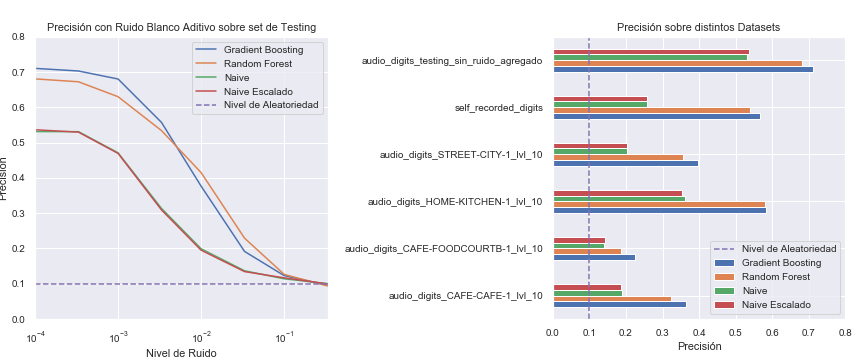 Precisión con Ruido Blanco Aditivo sobre set de Testing
Precisión
0.8
0.7
0.6
0.5
0.4
0.3
0.2
0.1
0.0
Gradient Boosting
Random Forest
Naive
Naive Escalado
Nivel de Aleatoriedad
10⁻⁴ 10⁻³ 10⁻² 10⁻¹
Nivel de Ruido
Precisión sobre distintos Datasets
audio_digits_testing_sin_ruido_agregado
self_recorded_digits
audio_digits_STREET-CITY-1_lvl_10
audio_digits_HOME-KITCHEN-1_lvl_10
audio_digits_CAFE-FOODCOURTB-1_lvl_10
audio_digits_CAFE-CAFE-1_lvl_10
Nivel de Aleatoriedad
Gradient Boosting
Random Forest
Naive
Naive Escalado
0.0 0.1 0.2 0.3 0.4 0.5 0.6 0.7 0.8
Precisión